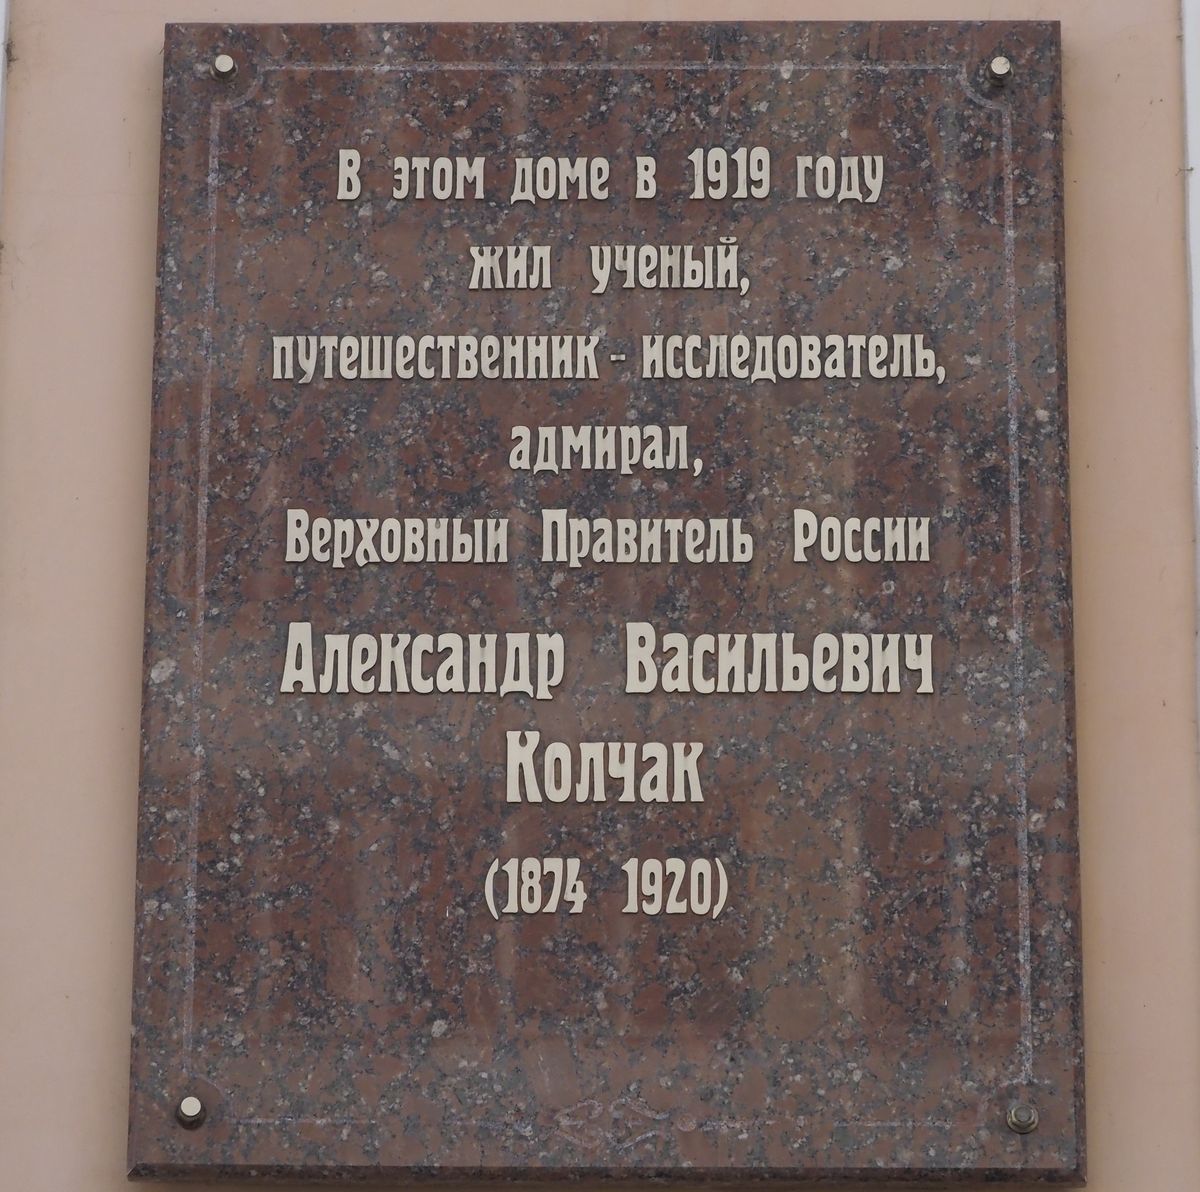 В этом доме в 1919 году
жил ученый,
путешественник - исследователь,
адмирал,
Верховный Правитель России
Александр Васильевич
Колчак
(1874 1920)